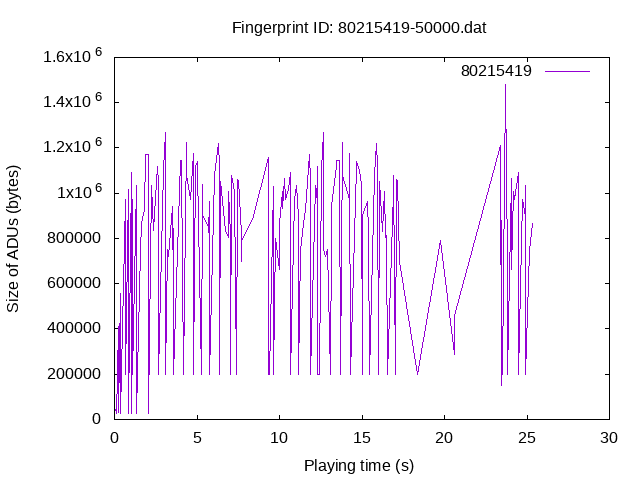 Fingerprint ID: 80215419-50000.dat
80215419
Size of ADUs (bytes)
1.6x10^6
1.4x10^6
1.2x10^6
1x10^6
800000
600000
400000
200000
0
0 5 10 15 20 25 30
Playing time (s)